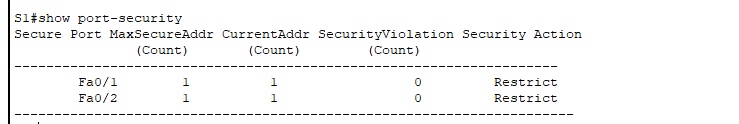 S1#show port-security
Secure Port MaxSecureAddr CurrentAddr SecurityViolation Security Action
(Count) (Count) (Count)
--------------------------------------------------------------------
Fa0/1 1 1 0 Restrict
Fa0/2 1 1 0 Restrict
----------------------------------------------------------------------